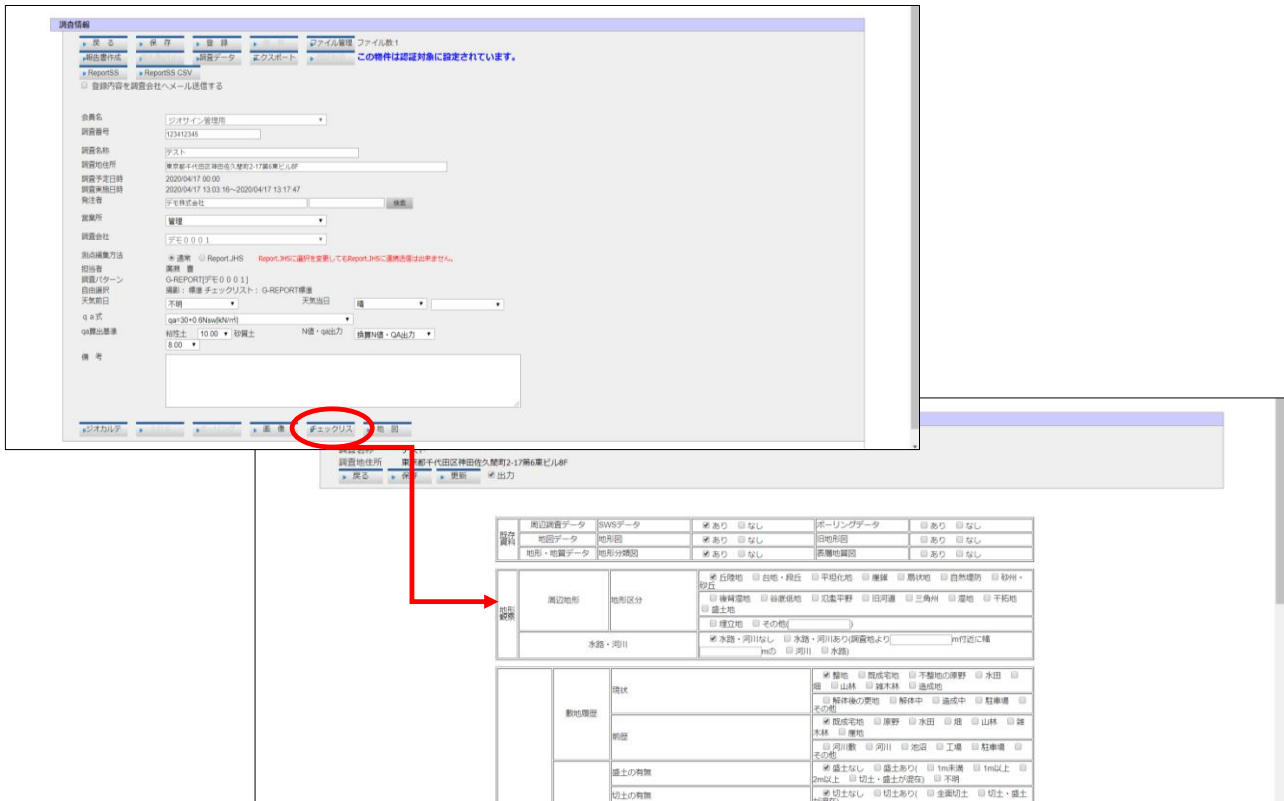 調査情報
戻 る 保 存 登 録 ファイル管理 ファイル数:1
報告書作成 調査データ エクスポート この物件は認証対象に設定されています。
ReportSS ReportSS CSV
登録内容を調査会社へメール送信する
会員名 ジオサイン管理用
調査番号 123412345
調査名称 テスト
調査地住所 東京都千代田区神田佐久間町2-17第6東ビル8F
調査予定日時 2020/04/17 00:00
調査実施日時 2020/04/17 13:03:16～2020/04/17 13:17:47
発注者 デモ株式会社 検索
営業所 管理
調査会社 デモ０００１
測点編集方法 通常 Report.JHS Report.JHSに選択を変更してもReport.JHSに連携送信は出来ません。
担当者
調査パターン G-REPORT[デモ０００１]
自由選択 撮影：標準 チェックリスト：G-REPORT標準
天気前日 不明 天気当日 晴
ｑａ式 qa=30+0.6Nsw[kN/㎡]
qa算出基準 粘性土 10.00 砂質土 N値・qa出力 換算N値・QA出力
8.00
備 考
ジオカルテ 画 像 チェックリス 地 図
調査名称 テスト
調査地住所 東京都千代田区神田佐久間町2-17第6東ビル8F
戻る 保存 更新 出力
既存資料 周辺調査データ SWSデータ あり なし ボーリングデータ あり なし
地図データ 地形図 あり なし 旧地形図 あり なし
地形・地質データ 地形分類図 あり なし 表層地質図 あり なし
地形観察 周辺地形 地形区分 丘陵地 台地・段丘 平坦化地 崖錐 扇状地 自然堤防 砂州・
砂丘
後背湿地 谷底低地 氾濫平野 旧河道 三角州 湿地 干拓地
盛土地
埋立地 その他( )
水路・河川 水路・河川なし 水路・河川あり(調査地より m付近に幅
mの 河川 水路)
敷地履歴 現状 整地 既成宅地 不整地の原野 水田
畑 山林 雑木林 造成地
解体後の更地 解体中 造成中 駐車場
その他
前歴 既成宅地 原野 水田 畑 山林 雑
木林 崖地
河川敷 河川 池沼 工場 駐車場
その他
盛土の有無 盛土なし 盛土あり( 1m未満 1m以上
2m以上 切土・盛土が混在) 不明
切土の有無 切土なし 切土あり( 全面切土 切土・盛土
が混在)